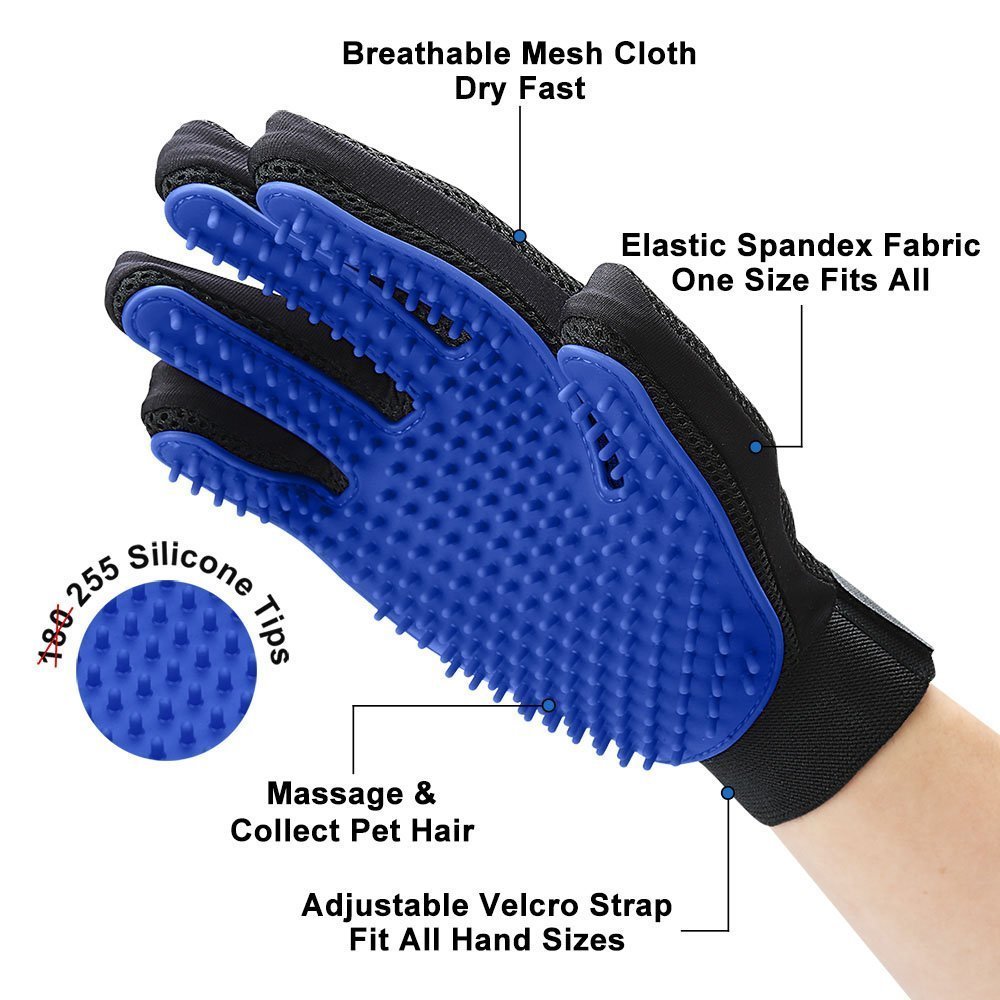 Breathable Mesh Cloth
Dry Fast
Elastic Spandex Fabric
One Size Fits All
180 255 Silicone Tips
Massage &
Collect Pet Hair
Adjustable Velcro Strap
Fit All Hand Sizes